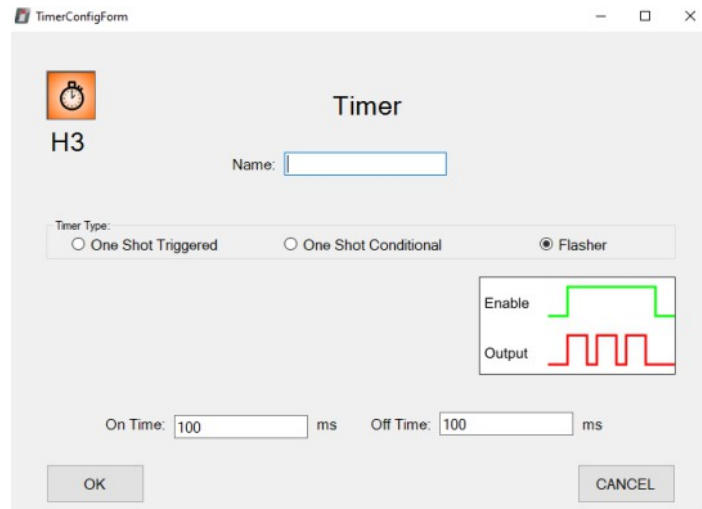 TimerConfigForm
H3
Timer
Name:
Timer Type:
One Shot Triggered One Shot Conditional Flasher
Enable
Output
On Time: 100 ms Off Time: 100 ms
OK CANCEL